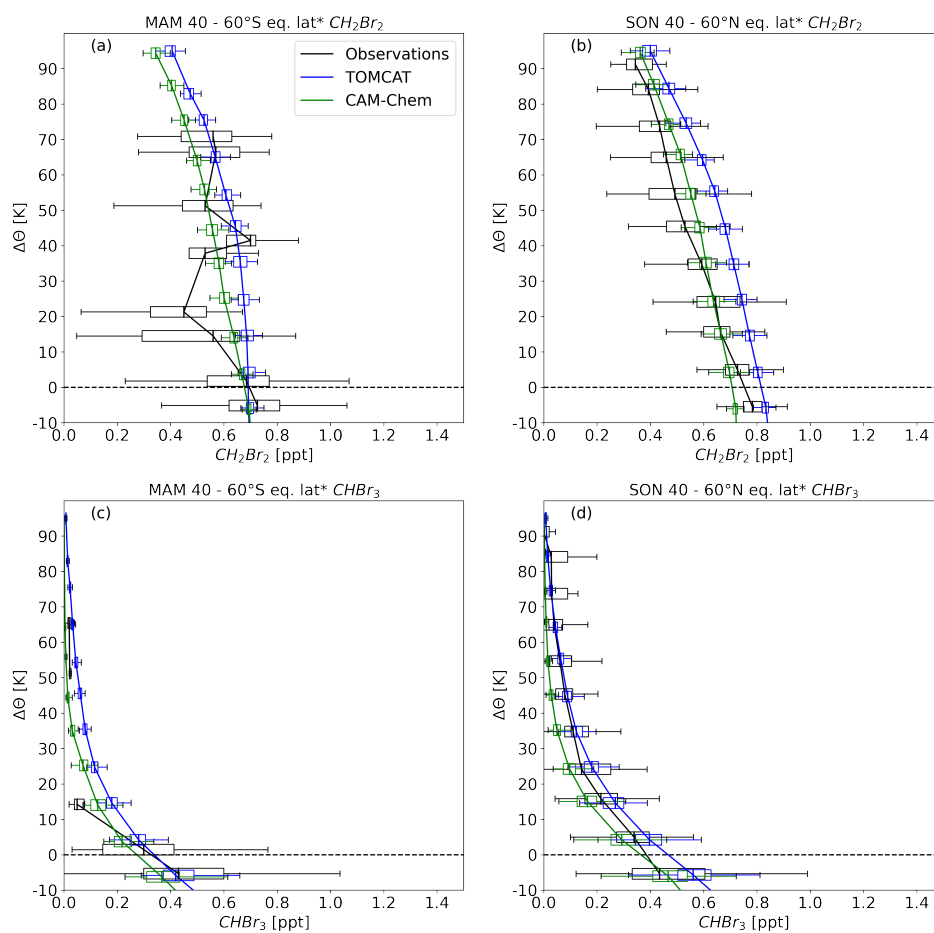 MAM 40 - 60°S eq. lat* CH₂Br₂
(a)
Observations
TOMCAT
CAM-Chem
90
80
70
60
50
40
30
20
10
0
-10
ΔΘ [K]
0.0 0.2 0.4 0.6 0.8 1.0 1.2 1.4
CH₂Br₂ [ppt]
SON 40 - 60°N eq. lat* CH₂Br₂
(b)
90
80
70
60
50
40
30
20
10
0
-10
ΔΘ [K]
0.0 0.2 0.4 0.6 0.8 1.0 1.2 1.4
CH₂Br₂ [ppt]
MAM 40 - 60°S eq. lat* CHBr₃
(c)
90
80
70
60
50
40
30
20
10
0
-10
ΔΘ [K]
0.0 0.2 0.4 0.6 0.8 1.0 1.2 1.4
CHBr₃ [ppt]
SON 40 - 60°N eq. lat* CHBr₃
(d)
90
80
70
60
50
40
30
20
10
0
-10
ΔΘ [K]
0.0 0.2 0.4 0.6 0.8 1.0 1.2 1.4
CHBr₃ [ppt]